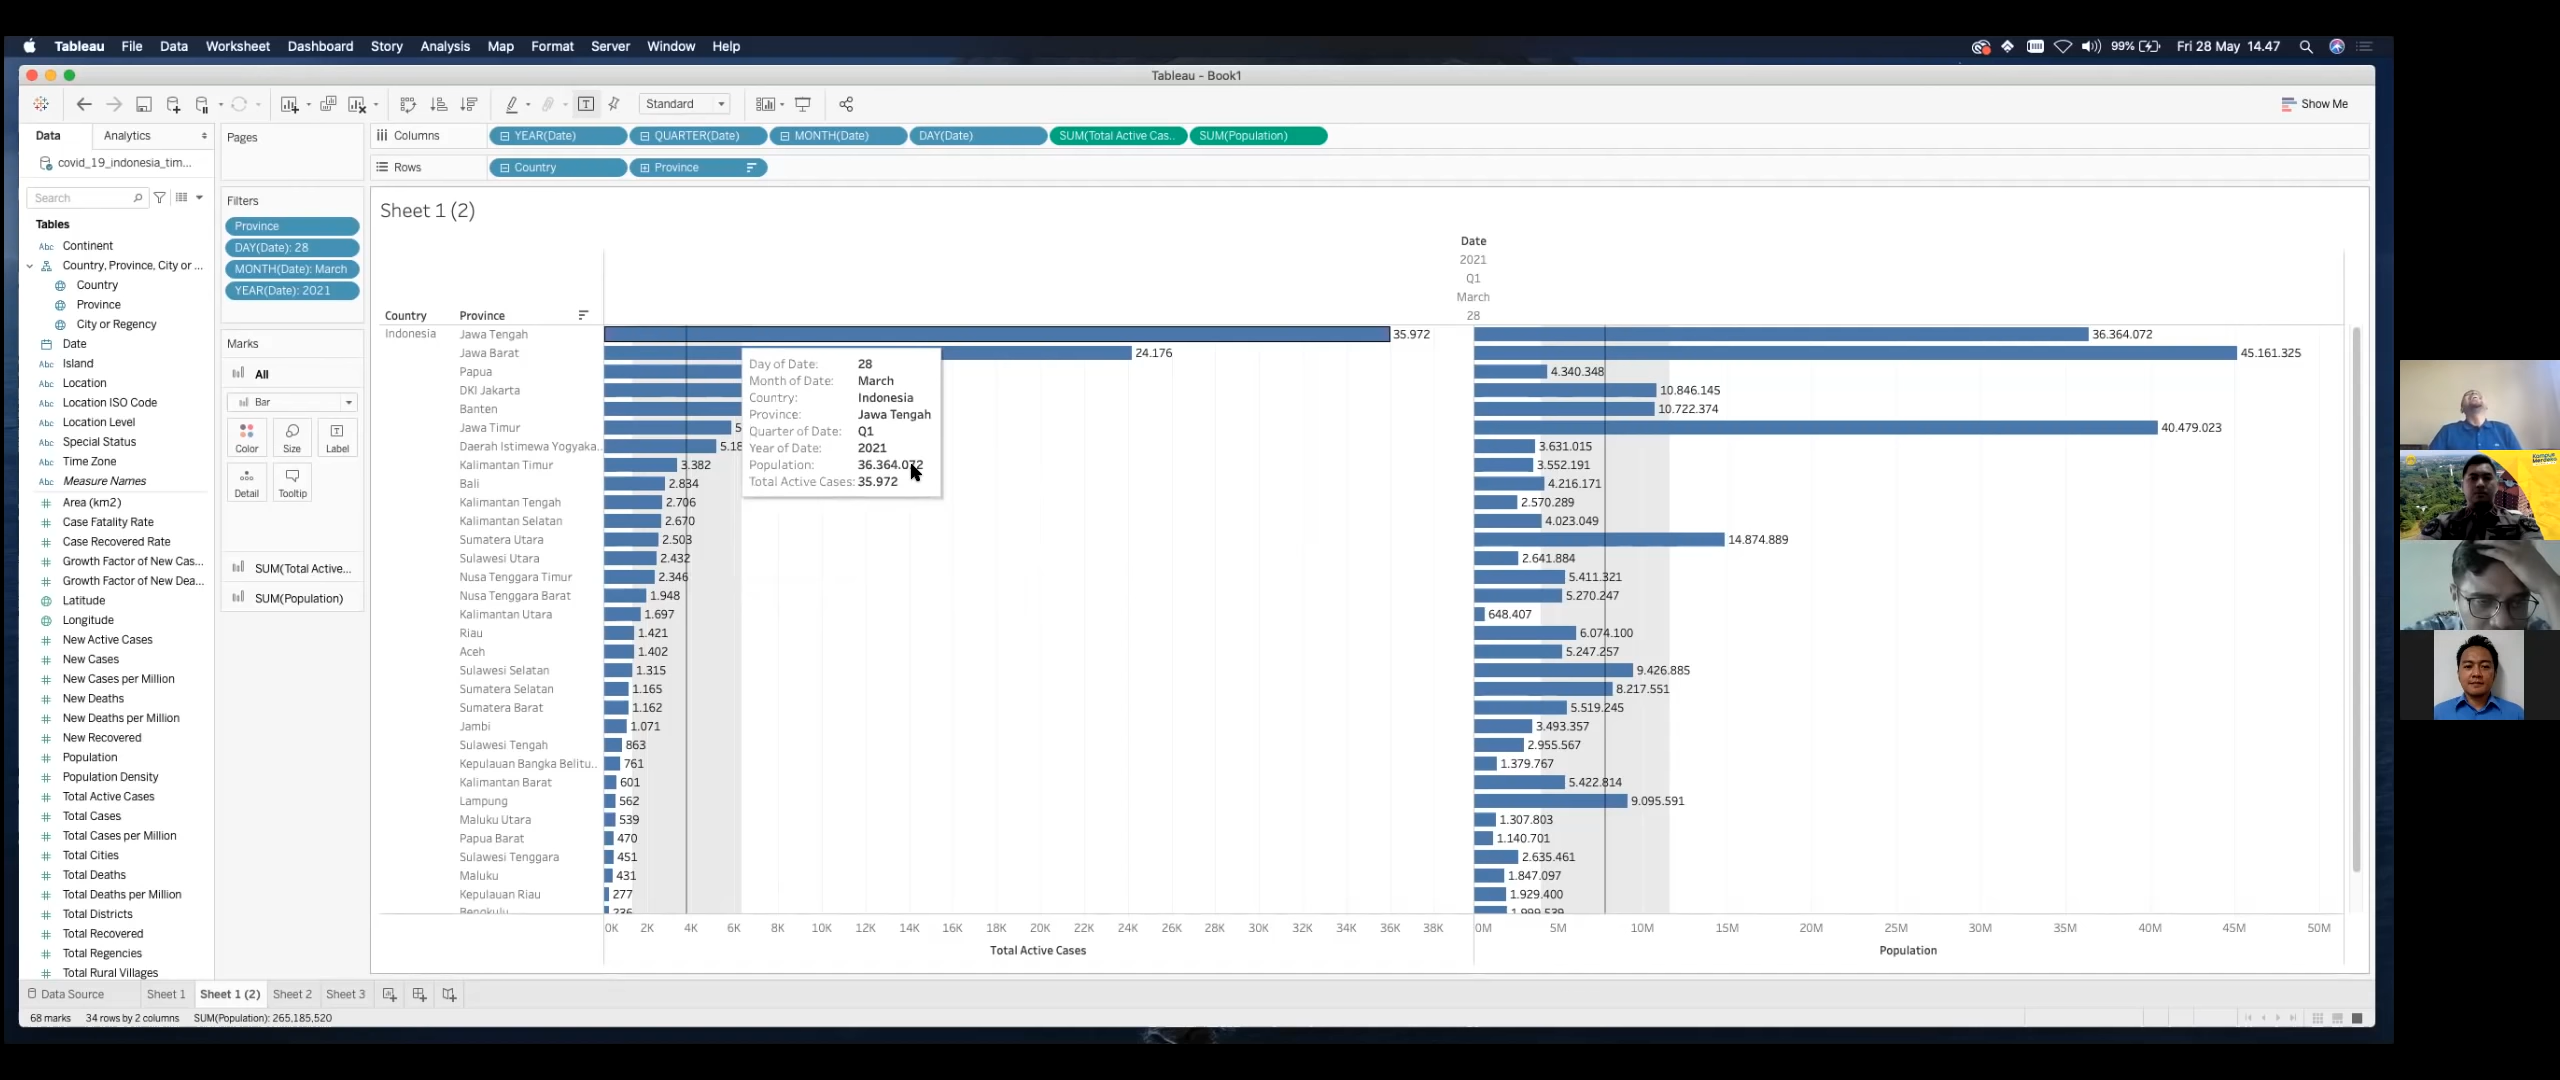 Tableau File Data Worksheet Dashboard Story Analysis Map Format Server Window Help 99% Fri 28 May 14.47
Tableau - Book1
Standard Show Me
Data Analytics
covid_19_indonesia_tim...
Search
Tables
Abc Continent
Country, Province, City or ...
Country
Province
City or Regency
Date
Abc Island
Abc Location
Abc Location ISO Code
Abc Location Level
Abc Special Status
Abc Time Zone
Abc Measure Names
Area (km2)
Case Fatality Rate
Case Recovered Rate
Growth Factor of New Cas...
Growth Factor of New Dea...
Latitude
Longitude
New Active Cases
New Cases
New Cases per Million
New Deaths
New Deaths per Million
New Recovered
Population
Population Density
Total Active Cases
Total Cases
Total Cases per Million
Total Cities
Total Deaths
Total Deaths per Million
Total Districts
Total Recovered
Total Regencies
Total Rural Villages
Pages
Filters
Province
DAY(Date): 28
MONTH(Date): March
YEAR(Date): 2021
Marks
All
Bar
Color Size Label
Detail Tooltip
SUM(Total Active...
SUM(Population)
Columns YEAR(Date) QUARTER(Date) MONTH(Date) DAY(Date) SUM(Total Active Cas.. SUM(Population)
Rows Country Province
Sheet 1 (2)
Date
2021
Q1
March
Country Province 28
Indonesia Jawa Tengah 35.972 36.364.072
Jawa Barat 24.176 45.161.325
Papua 4.340.348
DKI Jakarta 10.846.145
Banten 10.722.374
Jawa Timur 5 40.479.023
Daerah Istimewa Yogyaka.. 5.18 3.631.015
Kalimantan Timur 3.382 3.552.191
Bali 2.834 4.216.171
Kalimantan Tengah 2.706 2.570.289
Kalimantan Selatan 2.670 4.023.049
Sumatera Utara 2.503 14.874.889
Sulawesi Utara 2.432 2.641.884
Nusa Tenggara Timur 2.346 5.411.321
Nusa Tenggara Barat 1.948 5.270.247
Kalimantan Utara 1.697 648.407
Riau 1.421 6.074.100
Aceh 1.402 5.247.257
Sulawesi Selatan 1.315 9.426.885
Sumatera Selatan 1.165 8.217.551
Sumatera Barat 1.162 5.519.245
Jambi 1.071 3.493.357
Sulawesi Tengah 863 2.955.567
Kepulauan Bangka Belitu.. 761 1.379.767
Kalimantan Barat 601 5.422.814
Lampung 562 9.095.591
Maluku Utara 539 1.307.803
Papua Barat 470 1.140.701
Sulawesi Tenggara 451 2.635.461
Maluku 431 1.847.097
Kepulauan Riau 277 1.929.400
Bengkulu 236 1.999.539
Day of Date: 28
Month of Date: March
Country: Indonesia
Province: Jawa Tengah
Quarter of Date: Q1
Year of Date: 2021
Population: 36.364.072
Total Active Cases: 35.972
0K 2K 4K 6K 8K 10K 12K 14K 16K 18K 20K 22K 24K 26K 28K 30K 32K 34K 36K 38K 0M 5M 10M 15M 20M 25M 30M 35M 40M 45M 50M
Total Active Cases Population
Data Source Sheet 1 Sheet 1 (2) Sheet 2 Sheet 3
68 marks 34 rows by 2 columns SUM(Population): 265,185,520
Kampus
Merdeka